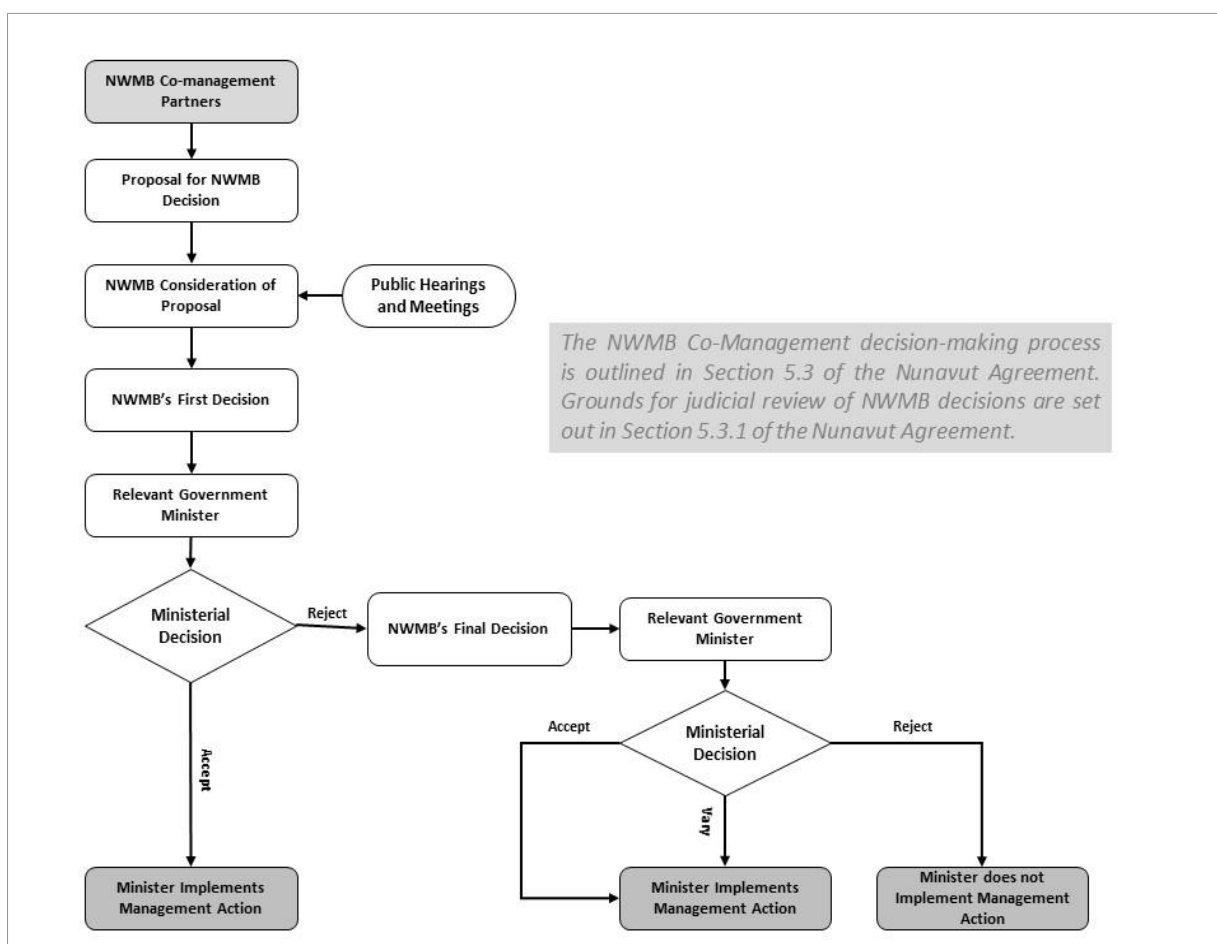 NWMB Co-management
Partners
Proposal for NWMB
Decision
NWMB Consideration of
Proposal
Public Hearings
and Meetings
The NWMB Co-Management decision-making process
is outlined in Section 5.3 of the Nunavut Agreement.
Grounds for judicial review of NWMB decisions are set
out in Section 5.3.1 of the Nunavut Agreement.
NWMB's First Decision
Relevant Government
Minister
Ministerial
Decision
Reject
NWMB's Final Decision
Relevant Government
Minister
Accept
Accept
Ministerial
Decision
Reject
Vary
Minister Implements
Management Action
Minister Implements
Management Action
Minister does not
Implement Management
Action